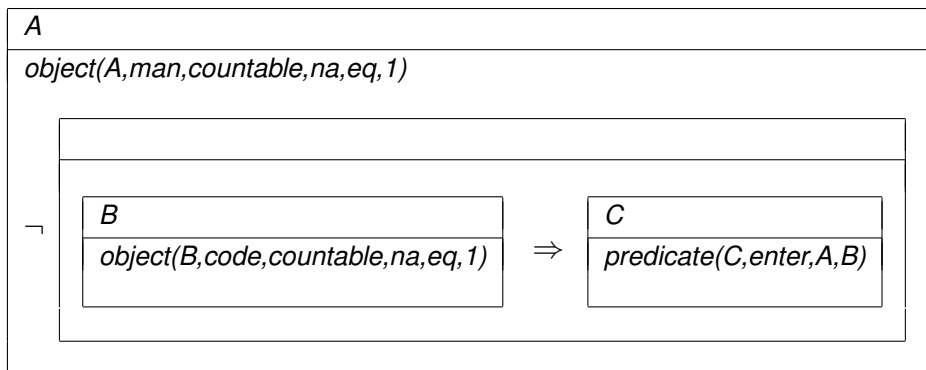 A
object(A,man,countable,na,eq,1)
B
C
¬
⇒
object(B,code,countable,na,eq,1)
predicate(C,enter,A,B)